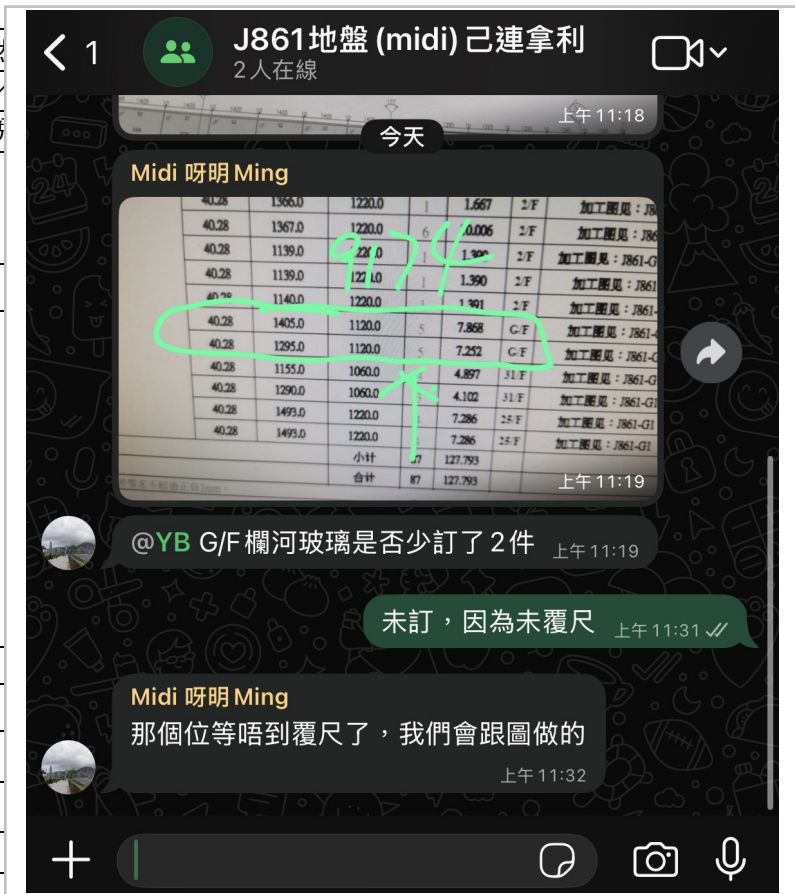 1
J861地盤 (midi) 己連拿利
2人在線
上午 11:18
今天
Midi 呀明 Ming
40.28 1366.0 1220.0 1 1.667 2/F 加工圖見：J86
40.28 1367.0 1220.0 6 10.006 2/F 加工圖見：J86
40.28 1139.0 1220.0 1 1.390 2/F 加工圖見：J861-G
40.28 1139.0 1220.0 1 1.390 2/F 加工圖見：J861
40.28 1140.0 1220.0 1 1.391 2/F 加工圖見：J861-
40.28 1405.0 1120.0 5 7.868 G/F 加工圖見：J861-
40.28 1295.0 1120.0 5 7.252 G/F 加工圖見：J861-G
40.28 1155.0 1060.0 4.897 31/F 加工圖見：J861-G
40.28 1290.0 1060.0 4.102 31/F 加工圖見：J861-G1
40.28 1493.0 1220.0 7.286 25/F 加工圖見：J861-G1
40.28 1493.0 1220.0 7.286 25/F 加工圖見：J861-G1
小计 87 127.793
合计 87 127.793
9174
上午 11:19
@YB G/F欄河玻璃是否少訂了2件 上午 11:19
未訂，因為未覆尺 上午 11:31
Midi 呀明 Ming
那個位等唔到覆尺了，我們會跟圖做的
上午 11:32